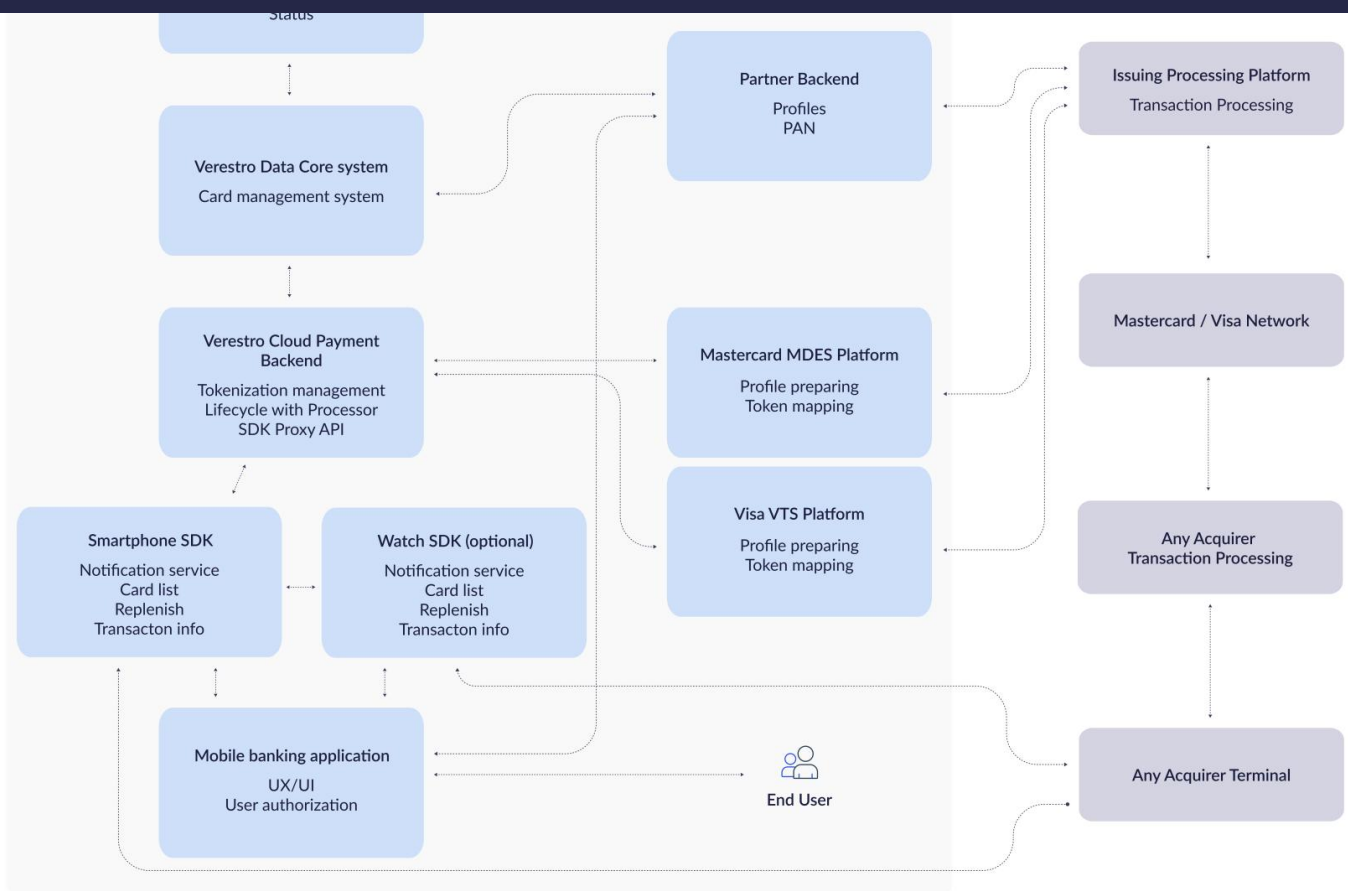 Status
Partner Backend
Profiles
PAN
Issuing Processing Platform
Transaction Processing
Verestro Data Core system
Card management system
Mastercard / Visa Network
Verestro Cloud Payment
Backend
Tokenization management
Lifecycle with Processor
SDK Proxy API
Mastercard MDES Platform
Profile preparing
Token mapping
Visa VTS Platform
Profile preparing
Token mapping
Any Acquirer
Transaction Processing
Smartphone SDK
Notification service
Card list
Replenish
Transacton info
Watch SDK (optional)
Notification service
Card list
Replenish
Transacton info
Mobile banking application
UX/UI
User authorization
End User
Any Acquirer Terminal